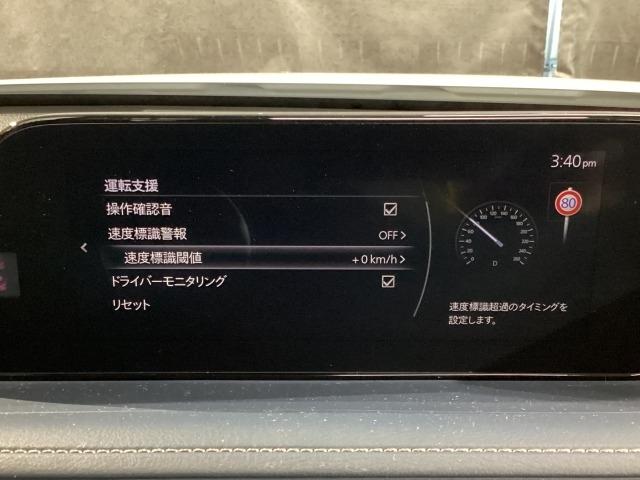 3:40pm
運転支援
操作確認音
速度標識警報 OFF>
速度標識閾値 +0 km/h>
ドライバーモニタリング
リセット
80
D
速度標識超過のタイミングを
設定します。